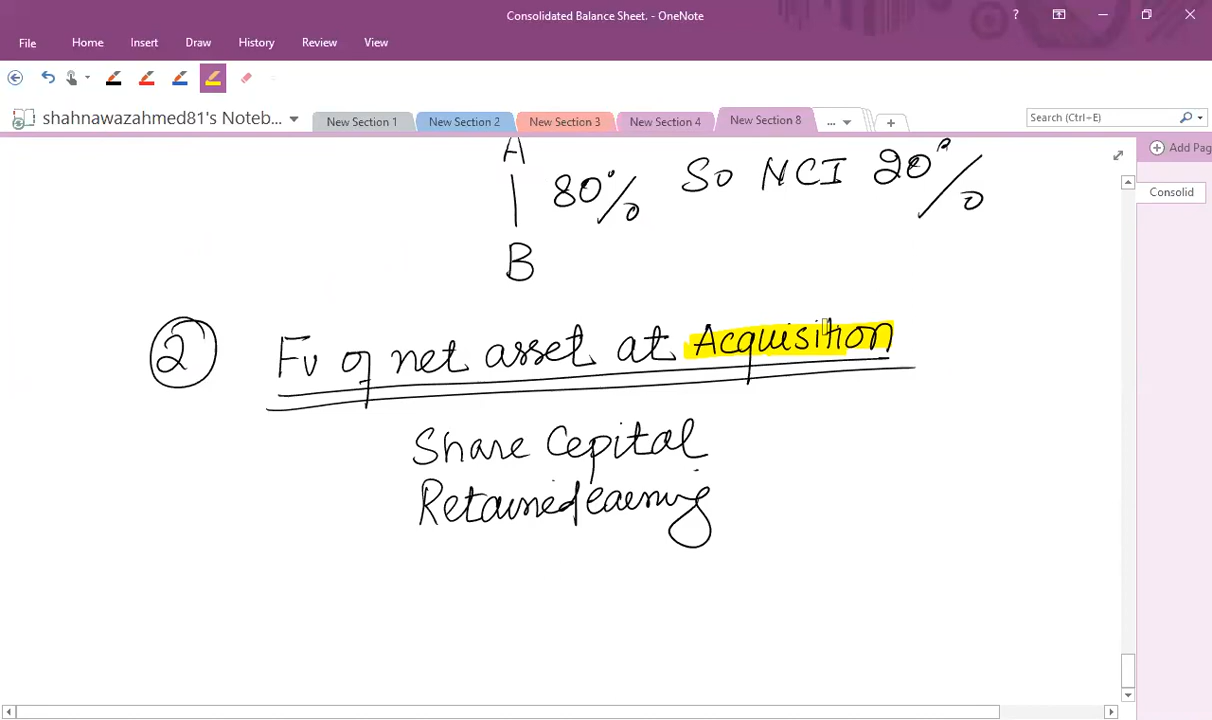 Consolidated Balance Sheet. - OneNote
?
File Home Insert Draw History Review View
shahnawazahmed81's Noteb... New Section 1 New Section 2 New Section 3 New Section 4 New Section 8 ... + Search (Ctrl+E)
Add Pag
Consolid
A
80% So NCI 20%
B
2 Fv of net asset at Acquisition
Share Cepital
Retained earning